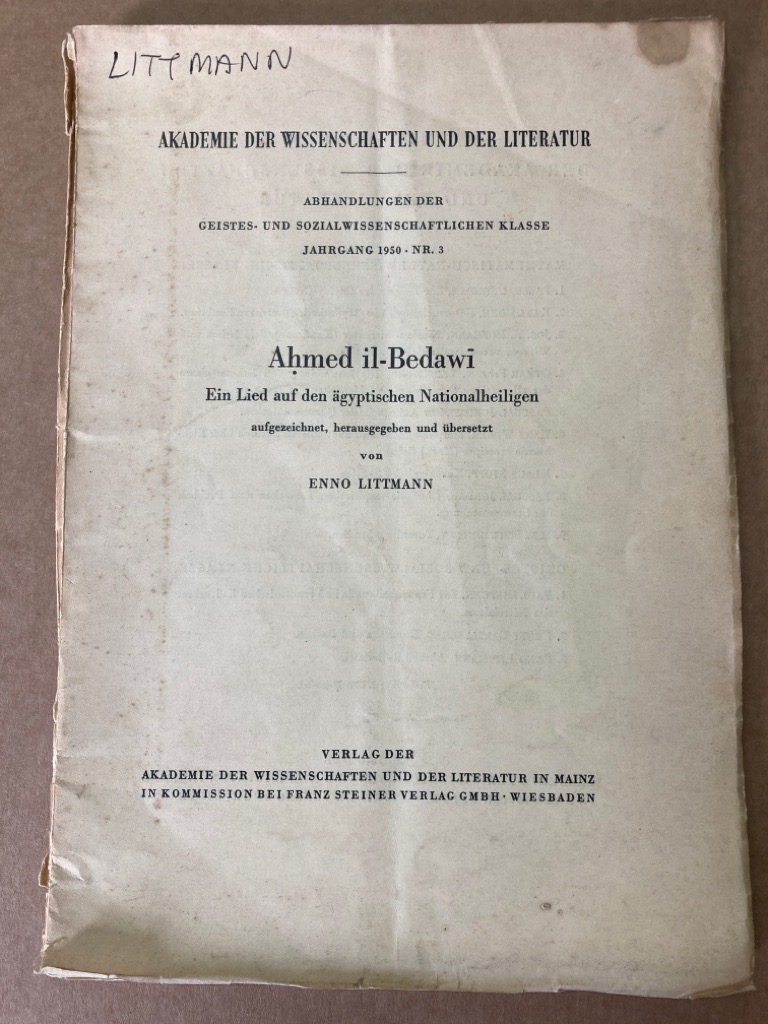 LITTMANN
AKADEMIE DER WISSENSCHAFTEN UND DER LITERATUR
ABHANDLUNGEN DER
GEISTES- UND SOZIALWISSENSCHAFTLICHEN KLASSE
JAHRGANG 1950 · NR. 3
Aḥmed il-Bedawī
Ein Lied auf den ägyptischen Nationalheiligen
aufgezeichnet, herausgegeben und übersetzt
von
ENNO LITTMANN
VERLAG DER
AKADEMIE DER WISSENSCHAFTEN UND DER LITERATUR IN MAINZ
IN KOMMISSION BEI FRANZ STEINER VERLAG GMBH · WIESBADEN